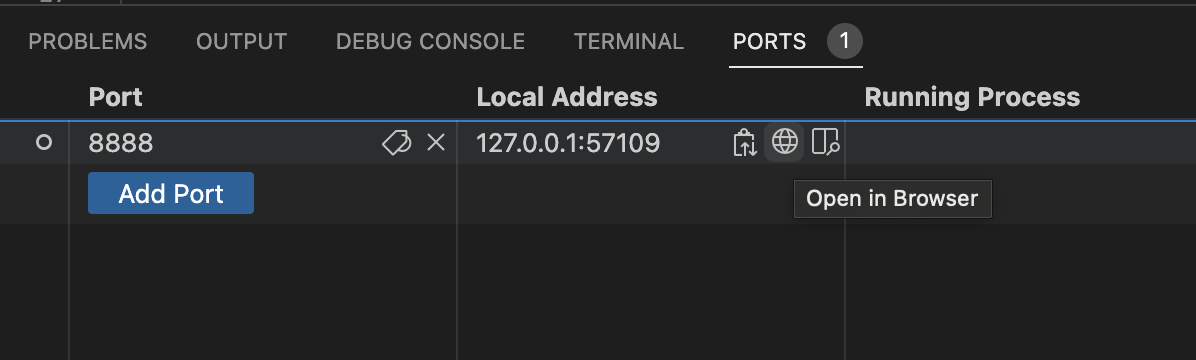 PROBLEMS OUTPUT DEBUG CONSOLE TERMINAL PORTS 1
Port Local Address Running Process
8888 127.0.0.1:57109
Add Port
Open in Browser